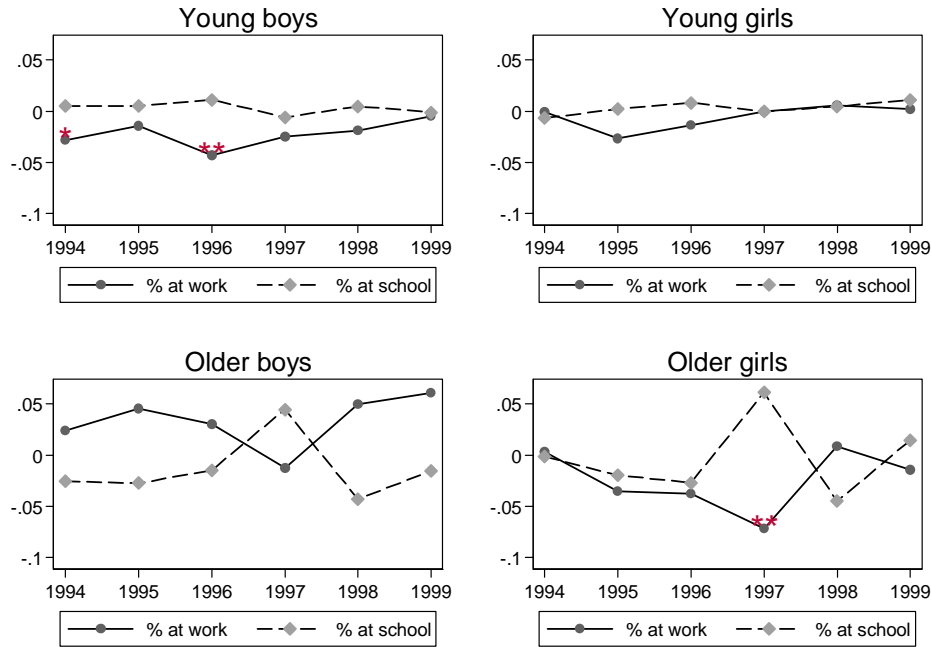 Young boys
.05
*
0
**
-.05
-.1
1994 1995 1996 1997 1998 1999
% at work % at school
Young girls
.05
0
-.05
-.1
1994 1995 1996 1997 1998 1999
% at work % at school
Older boys
.05
0
-.05
-.1
1994 1995 1996 1997 1998 1999
% at work % at school
Older girls
.05
0
-.05
**
-.1
1994 1995 1996 1997 1998 1999
% at work % at school